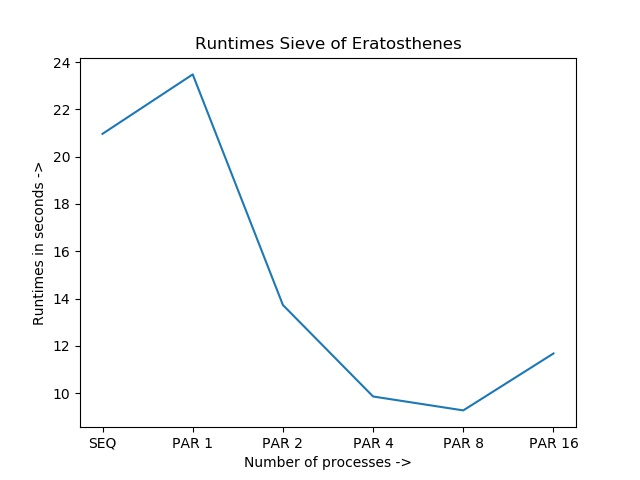 Runtimes Sieve of Eratosthenes
24
22
20
18
16
14
12
10
Runtimes in seconds ->
SEQ PAR 1 PAR 2 PAR 4 PAR 8 PAR 16
Number of processes ->